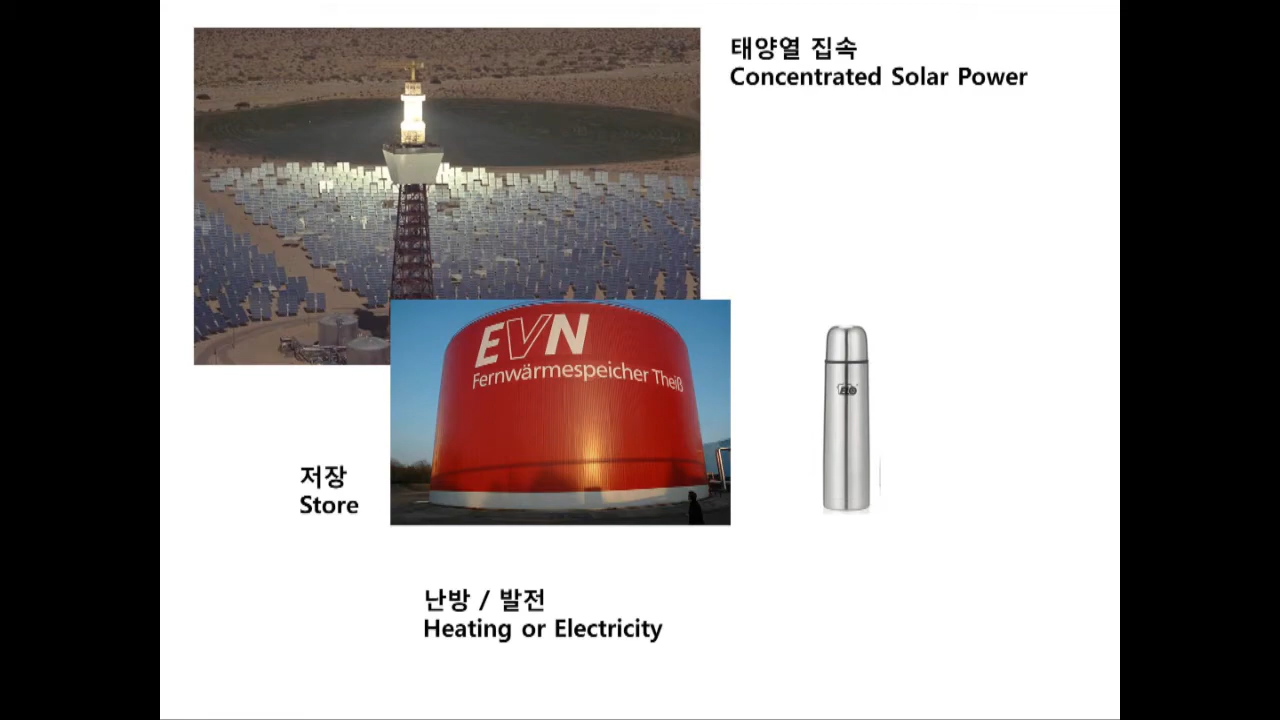 태양열 집속
Concentrated Solar Power
EVN
Fernwärmespeicher Theiß
저장
Store
난방 / 발전
Heating or Electricity